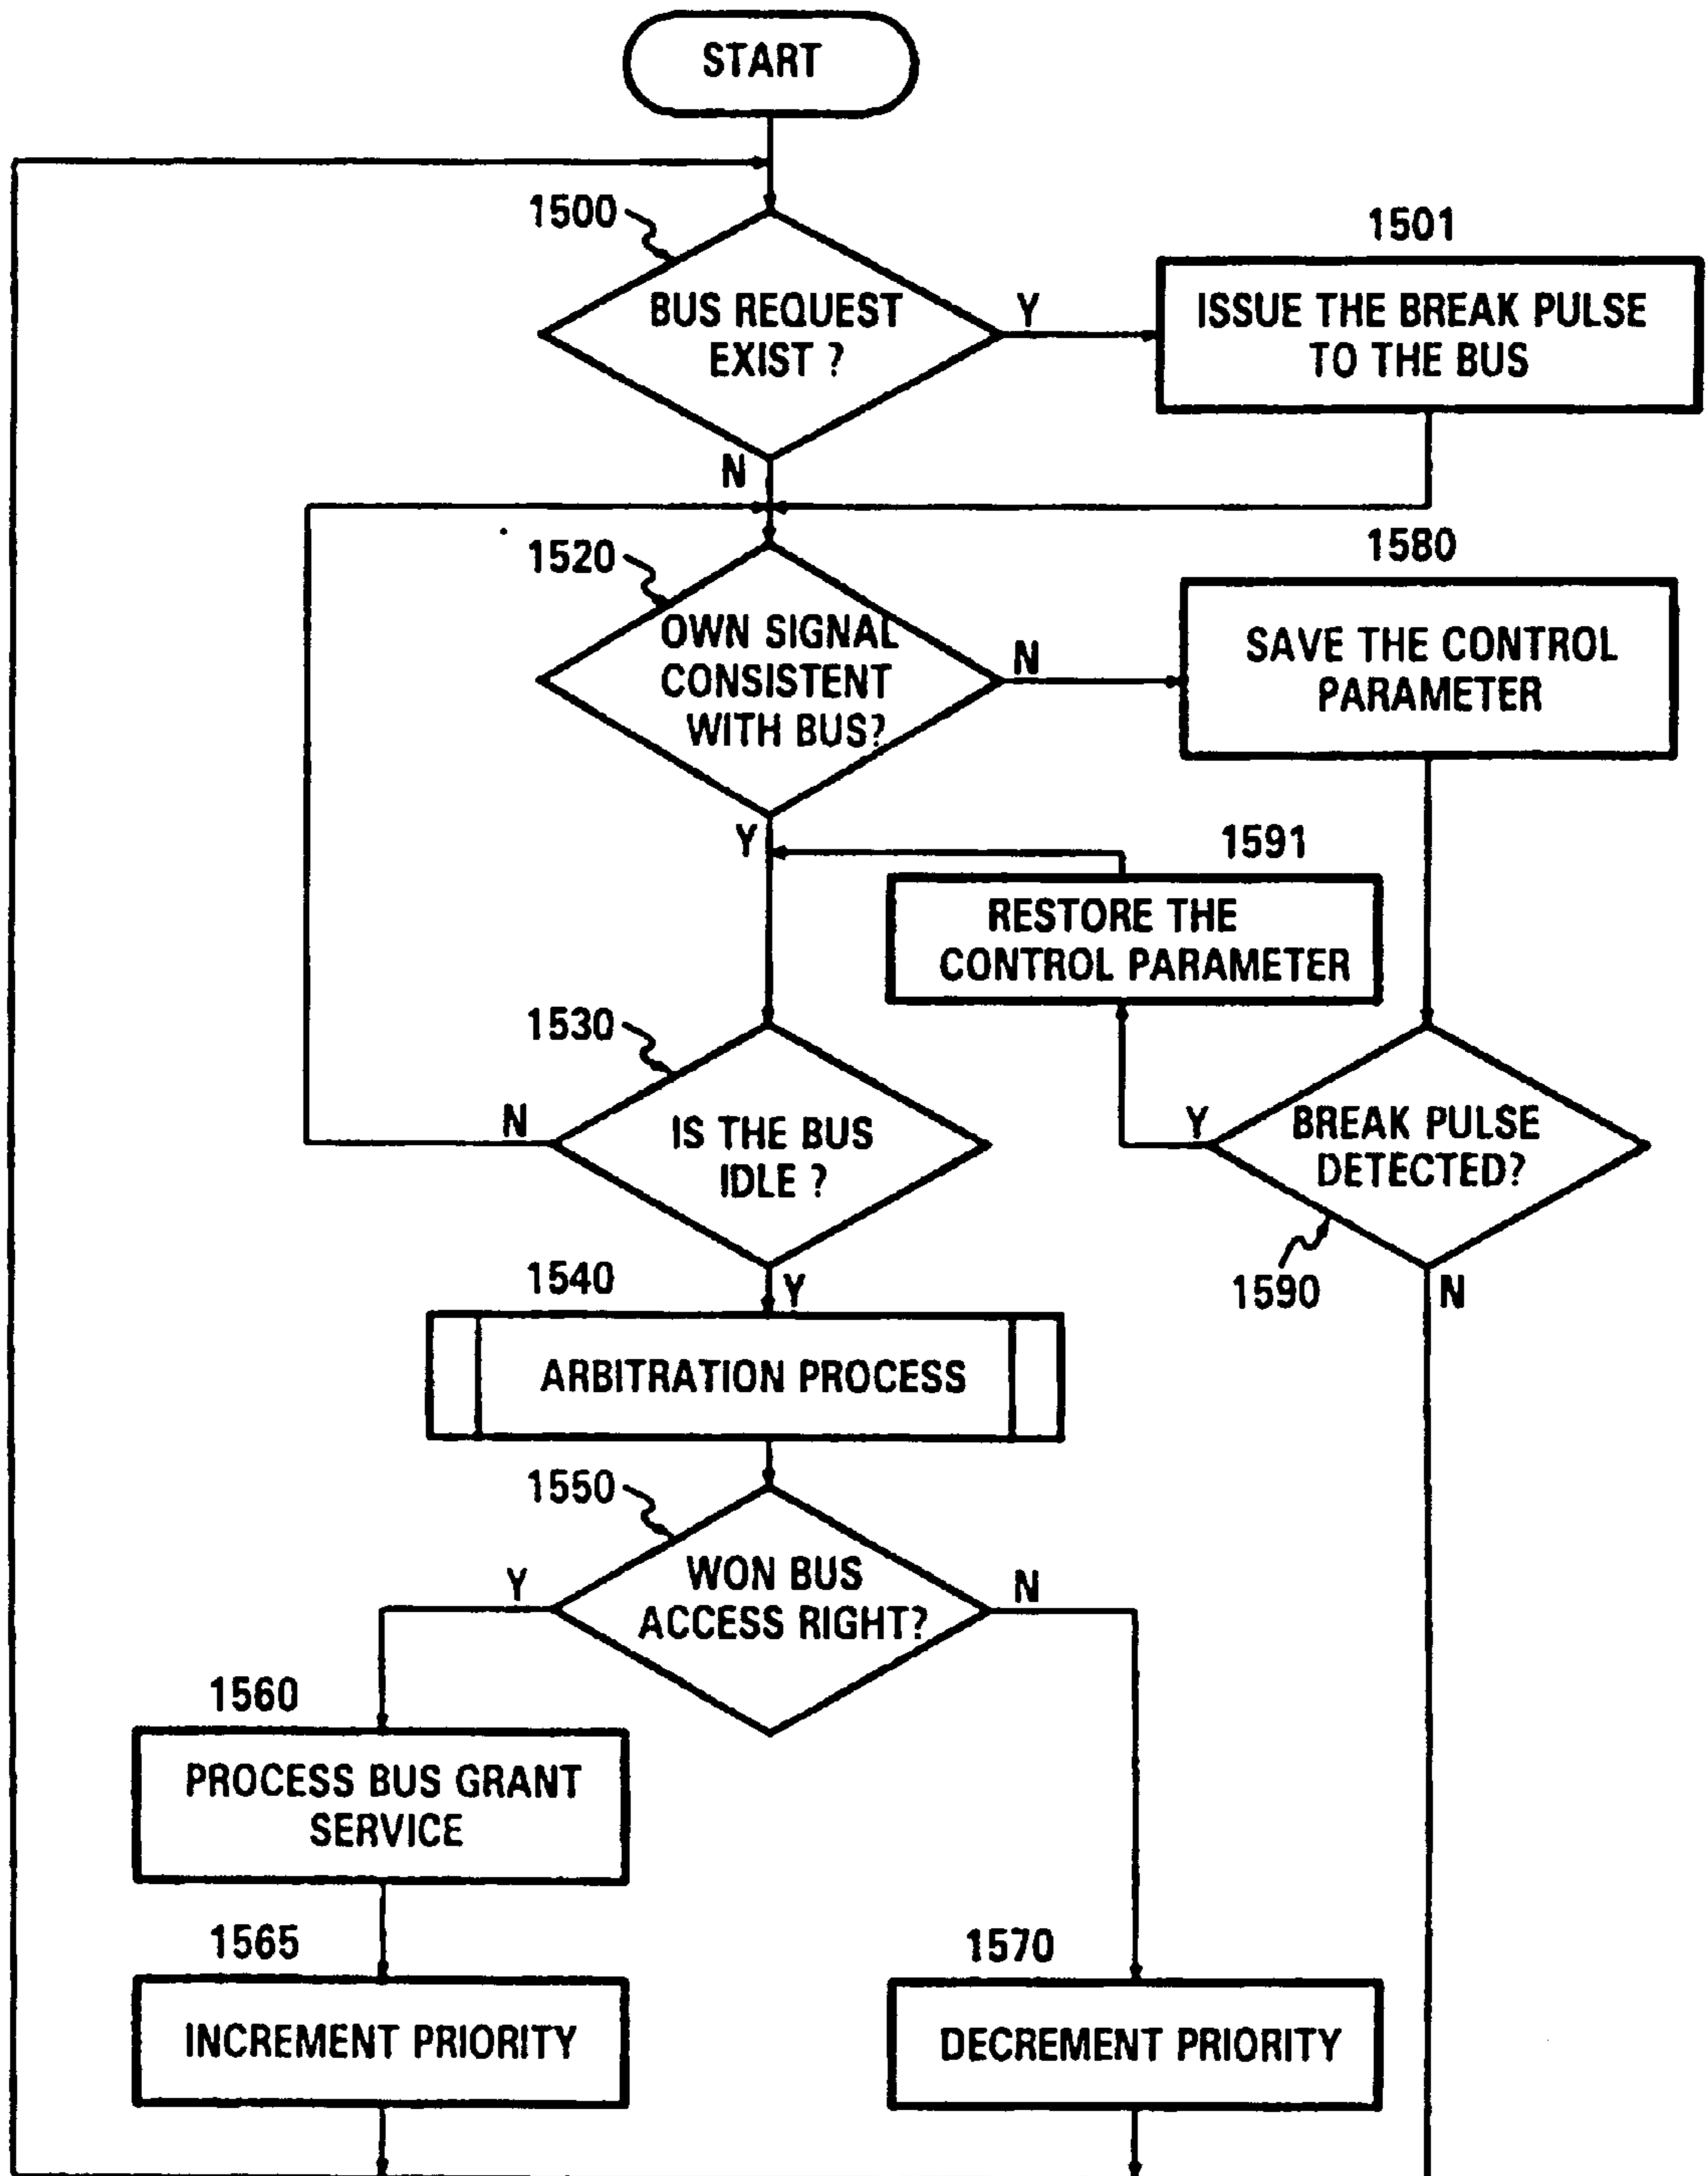 START
1500
BUS REQUEST
EXIST ?
Y
N
1501
ISSUE THE BREAK PULSE
TO THE BUS
1520
OWN SIGNAL
CONSISTENT
WITH BUS?
N
Y
1580
SAVE THE CONTROL
PARAMETER
1591
RESTORE THE
CONTROL PARAMETER
1530
IS THE BUS
IDLE ?
N
Y
BREAK PULSE
DETECTED?
Y
N
1590
1540
ARBITRATION PROCESS
1550
WON BUS
ACCESS RIGHT?
Y
N
1560
PROCESS BUS GRANT
SERVICE
1565
INCREMENT PRIORITY
1570
DECREMENT PRIORITY